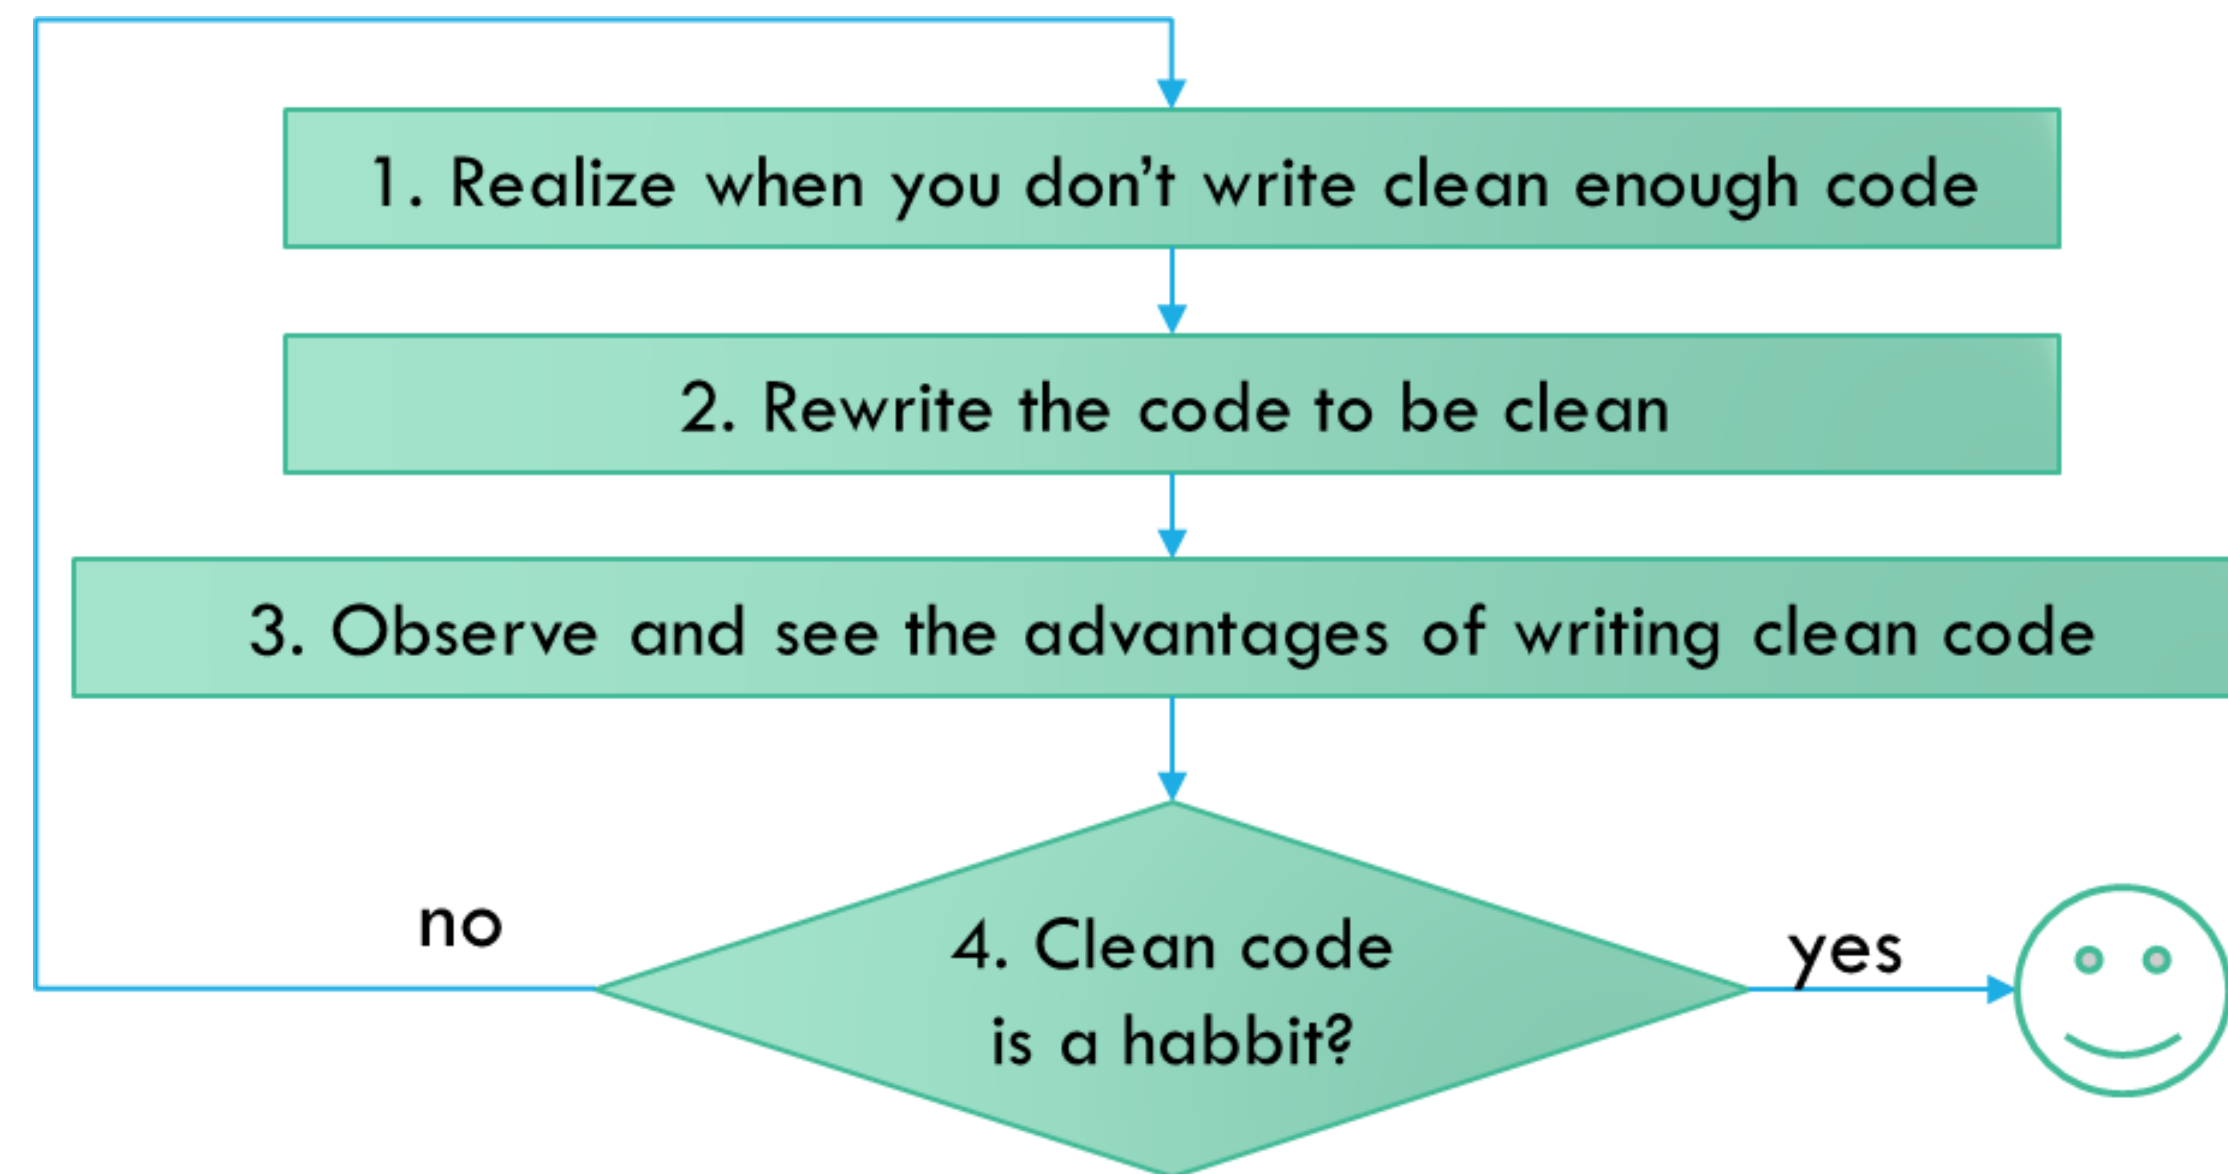 1. Realize when you don’t write clean enough code
2. Rewrite the code to be clean
3. Observe and see the advantages of writing clean code
no
4. Clean code
is a habbit?
yes